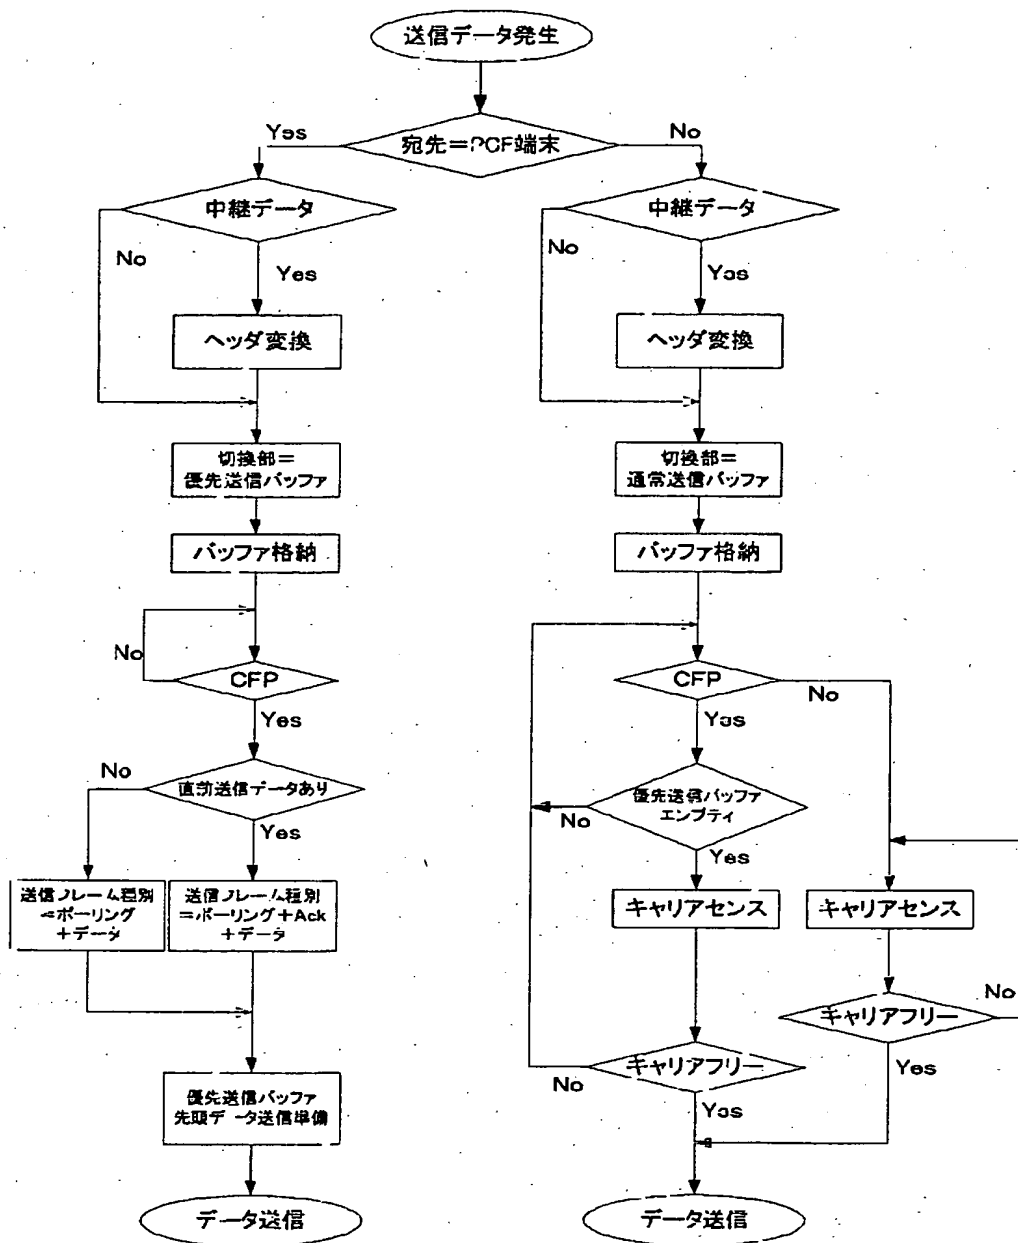 送信データ発生
宛先=PCF端末
Yes
No
中継データ
No
Yes
ヘッダ変換
切換部=
優先送信バッファ
バッファ格納
No
CFP
Yes
直前送信データあり
No
Yes
送信フレーム種別
=ポーリング
+データ
送信フレーム種別
=ポーリング+Ack
+データ
優先送信バッファ
先頭データ送信準備
データ送信
中継データ
No
Yes
ヘッダ変換
切換部=
通常送信バッファ
バッファ格納
CFP
No
Yes
優先送信バッファ
エンプティ
No
Yes
キャリアセンス
キャリアセンス
キャリアフリー
No
Yes
キャリアフリー
No
Yes
データ送信